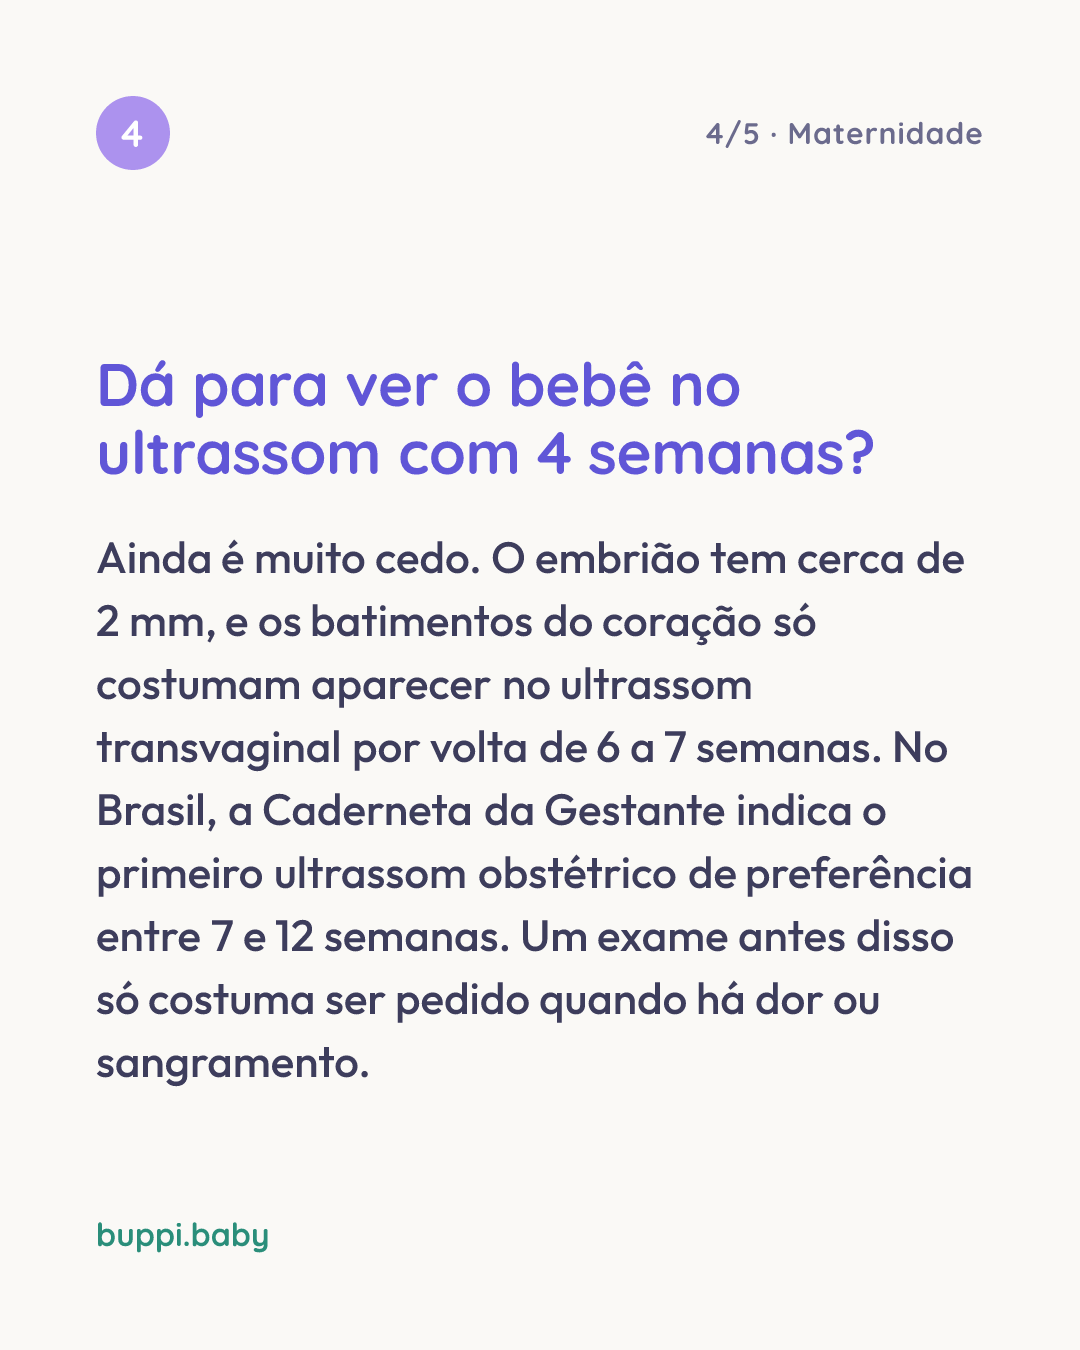 4
4/5 · Maternidade
Dá para ver o bebê no
ultrassom com 4 semanas?
Ainda é muito cedo. O embrião tem cerca de
2 mm, e os batimentos do coração só
costumam aparecer no ultrassom
transvaginal por volta de 6 a 7 semanas. No
Brasil, a Caderneta da Gestante indica o
primeiro ultrassom obstétrico de preferência
entre 7 e 12 semanas. Um exame antes disso
só costuma ser pedido quando há dor ou
sangramento.
buppi.baby